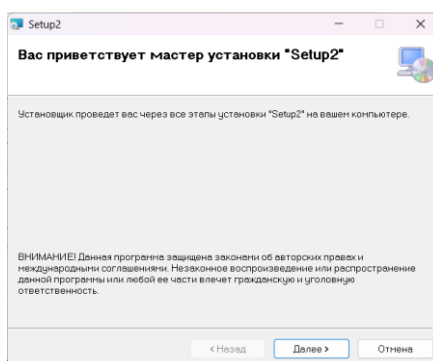 Setup2
Вас приветствует мастер установки "Setup2"
Установщик проведет вас через все этапы установки "Setup2" на вашем компьютере.
ВНИМАНИЕ! Данная программа защищена законами об авторских правах и
международными соглашениями. Незаконное воспроизведение или распространение
данной программы или любой ее части влечет гражданскую и уголовную
ответственность.
< Назад
Далее >
Отмена